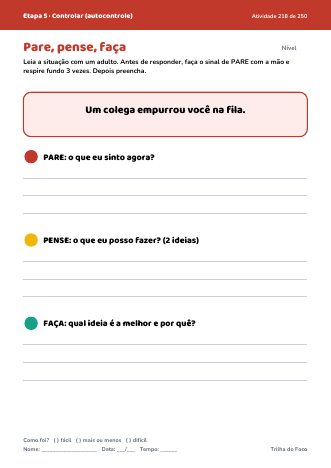 Etapa 5 · Controlar (autocontrole)
Atividade 218 de 250
Pare, pense, faça
Nível
Leia a situação com um adulto. Antes de responder, faça o sinal de PARE com a mão e
respire fundo 3 vezes. Depois preencha.
Um colega empurrou você na fila.
PARE: o que eu sinto agora?
PENSE: o que eu posso fazer? (2 ideias)
FAÇA: qual ideia é a melhor e por quê?
Como foi? ( ) fácil ( ) mais ou menos ( ) difícil
Nome: ____________________ Data: ___/___ Tempo: ______
Trilha do Foco